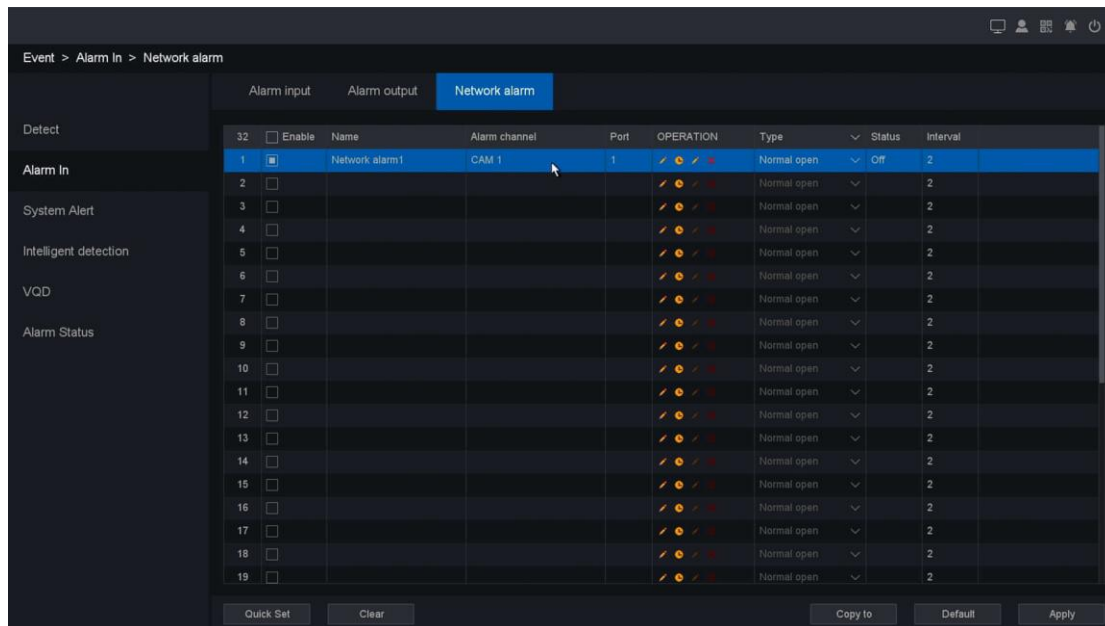 Event > Alarm In > Network alarm
Alarm input Alarm output Network alarm
Detect
Alarm In
System Alert
Intelligent detection
VQD
Alarm Status
32 Enable Name Alarm channel Port OPERATION Type Status Interval
1 Network alarm1 CAM 1 1 Normal open Off 2
2 Normal open 2
3 Normal open 2
4 Normal open 2
5 Normal open 2
6 Normal open 2
7 Normal open 2
8 Normal open 2
9 Normal open 2
10 Normal open 2
11 Normal open 2
12 Normal open 2
13 Normal open 2
14 Normal open 2
15 Normal open 2
16 Normal open 2
17 Normal open 2
18 Normal open 2
19 Normal open 2
Quick Set Clear Copy to Default Apply